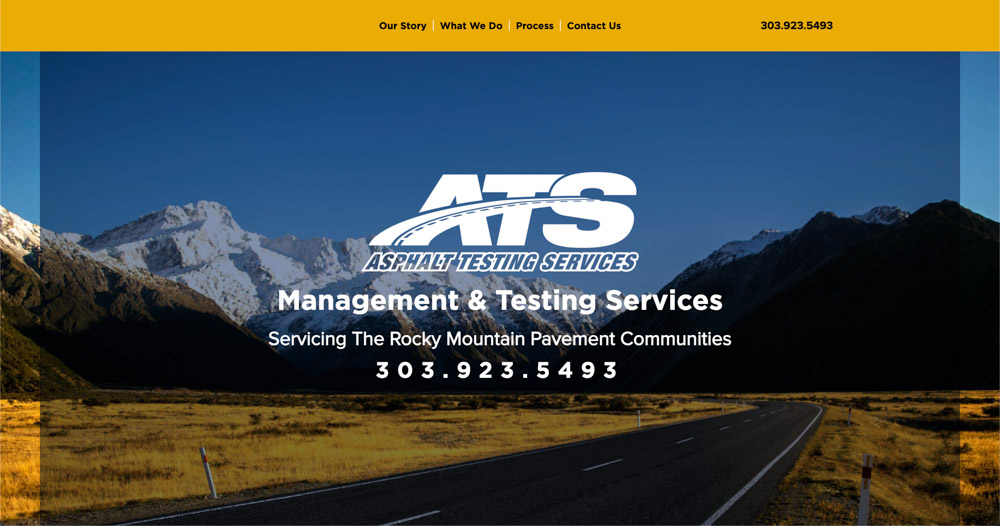 Our Story
What We Do
Process
Contact Us
303.923.5493
ATS
ASPHALT TESTING SERVICES
Management & Testing Services
Servicing The Rocky Mountain Pavement Communities
303.923.5493